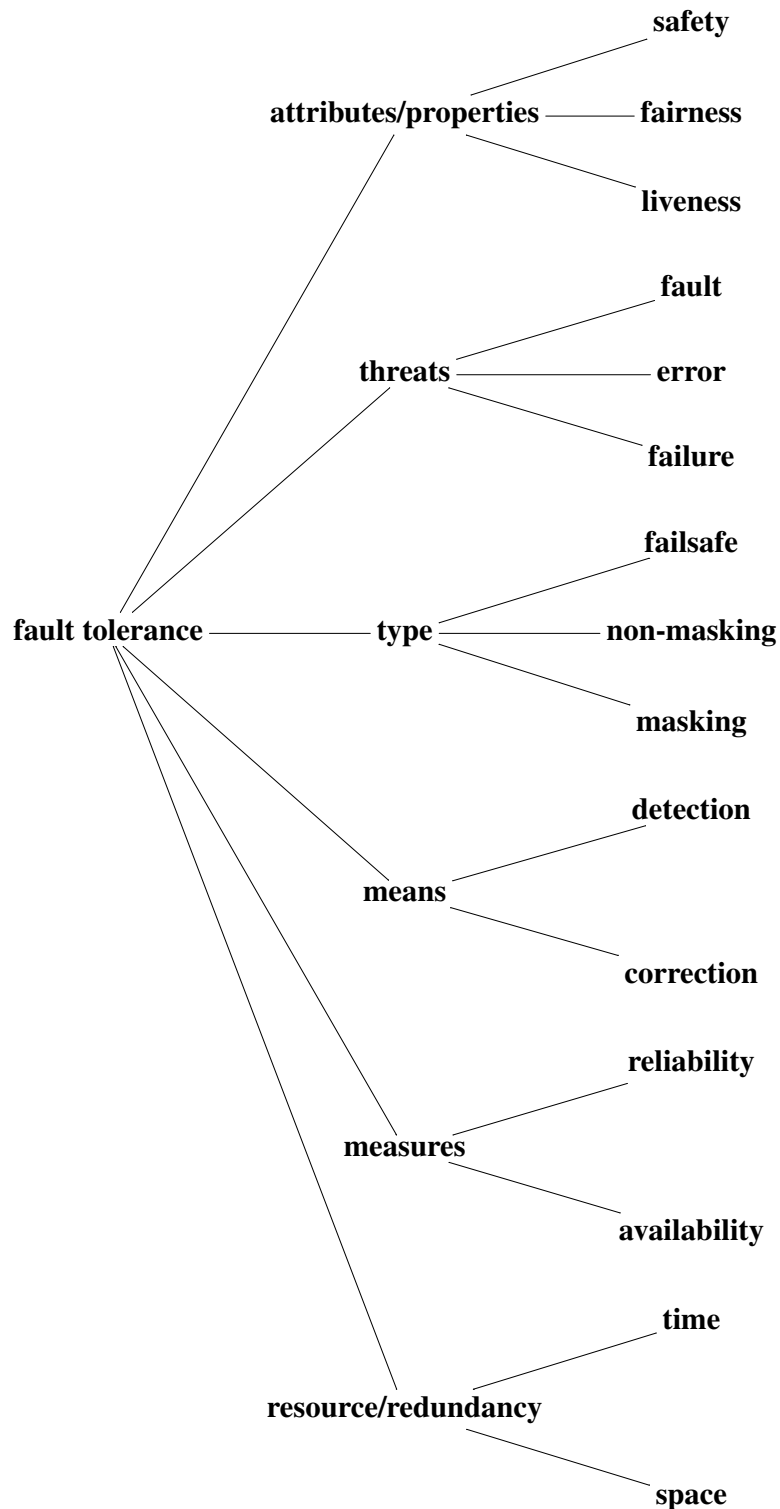 safety
attributes/properties
fairness
liveness
fault
threats
error
failure
failsafe
fault tolerance
type
non-masking
masking
detection
means
correction
reliability
measures
availability
time
resource/redundancy
space